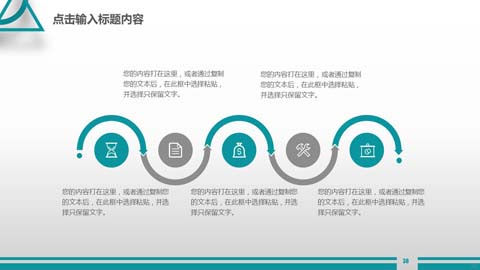 点击输入标题内容
您的内容打在这里，或者通过复制
您的文本后，在此框中选择粘贴，
并选择只保留文字。
您的内容打在这里，或者通过复制
您的文本后，在此框中选择粘贴，
并选择只保留文字。
您的内容打在这里，或者通过复制您
的文本后，在此框中选择粘贴，并选
择只保留文字。
您的内容打在这里，或者通过复制您
的文本后，在此框中选择粘贴，并选
择只保留文字。
您的内容打在这里，或者通过复制您
的文本后，在此框中选择粘贴，并选
择只保留文字。